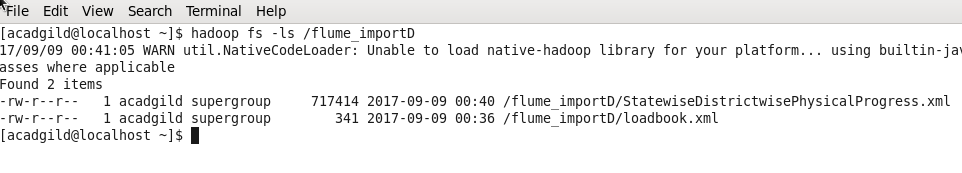 File Edit View Search Terminal Help
[acadgild@localhost ~]$ hadoop fs -ls /flume_importD
17/09/09 00:41:05 WARN util.NativeCodeLoader: Unable to load native-hadoop library for your platform... using builtin-jav
asses where applicable
Found 2 items
-rw-r--r--   1 acadgild supergroup     717414 2017-09-09 00:40 /flume_importD/StatewiseDistrictwisePhysicalProgress.xml
-rw-r--r--   1 acadgild supergroup        341 2017-09-09 00:36 /flume_importD/loadbook.xml
[acadgild@localhost ~]$